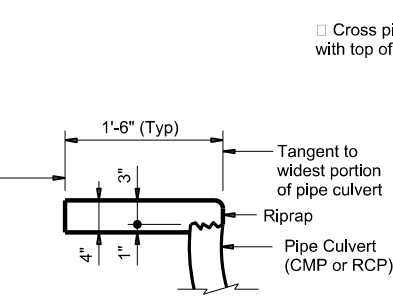 □ Cross
with top of
1'-6" (Typ)
Tangent to
widest portion
of pipe culvert
3"
Riprap
4"
1"
Pipe Culvert
(CMP or RCP)